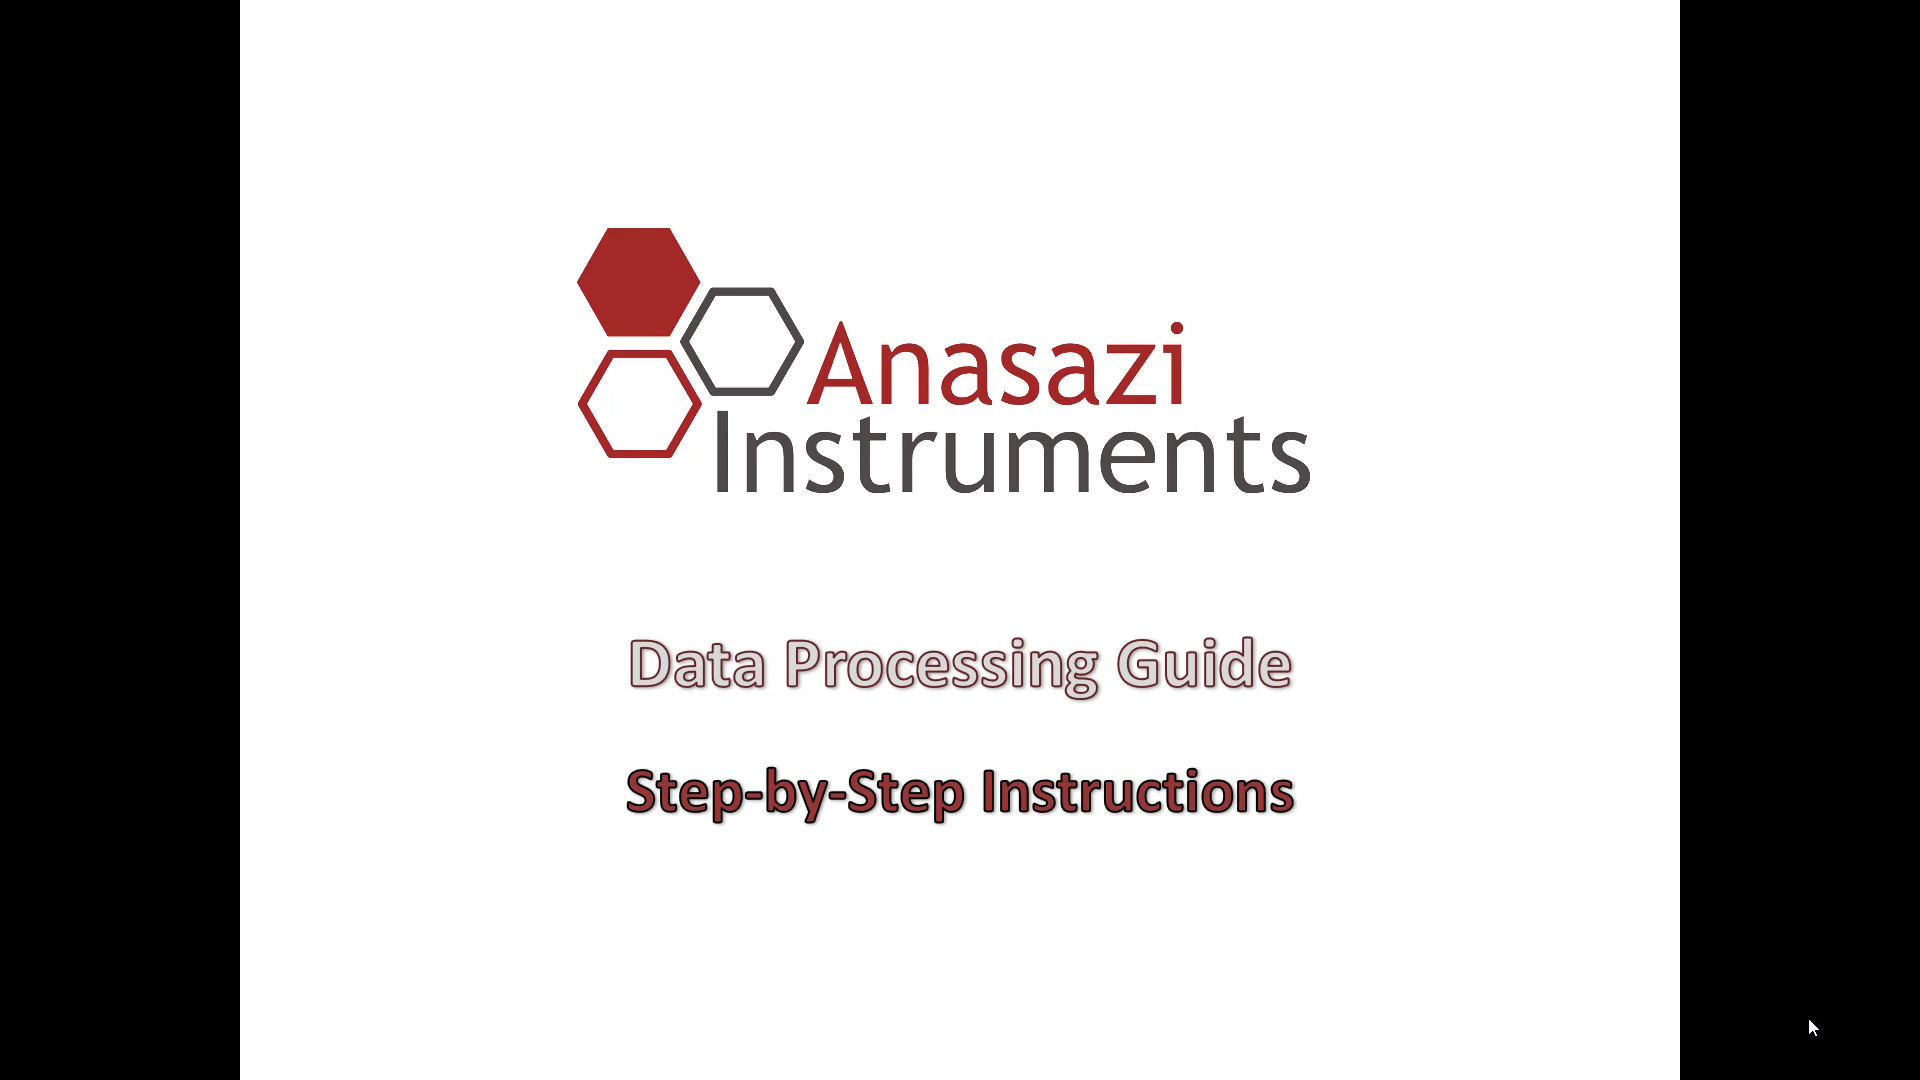 Anasazi
Instruments
Data Processing Guide
Step-by-Step Instructions